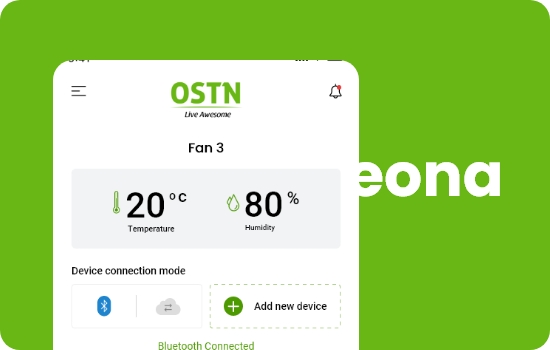 OSTN
Live Awesome
Fan 3
20 °C
80 %
Temperature
Humidity
Device connection mode
Add new device
Bluetooth Connected
eona